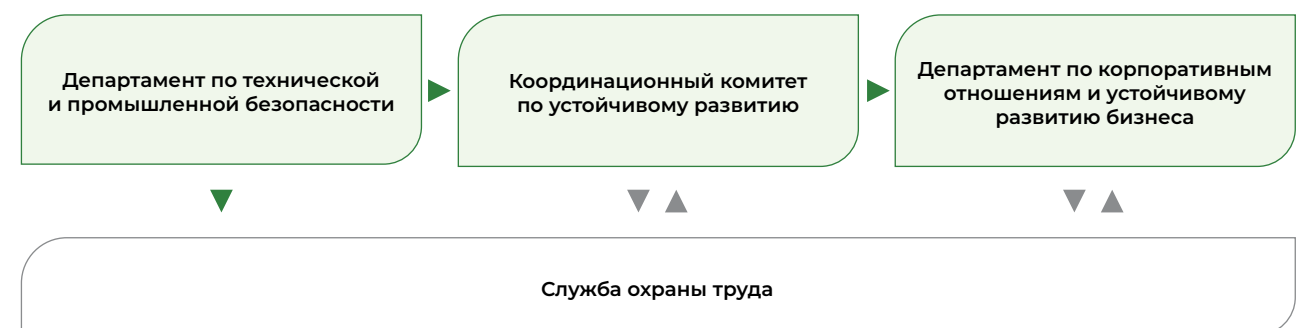 Департамент по технической
и промышленной безопасности
Координационный комитет
по устойчивому развитию
Департамент по корпоративным
отношениям и устойчивому
развитию бизнеса
Служба охраны труда